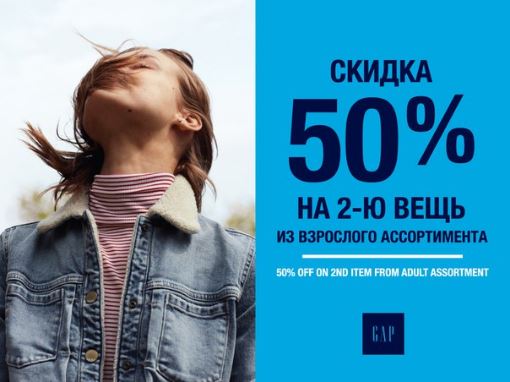 СКИДКА
50%
НА 2-Ю ВЕЩЬ
ИЗ ВЗРОСЛОГО АССОРТИМЕНТА
50% OFF ON 2ND ITEM FROM ADULT ASSORTMENT
GAP